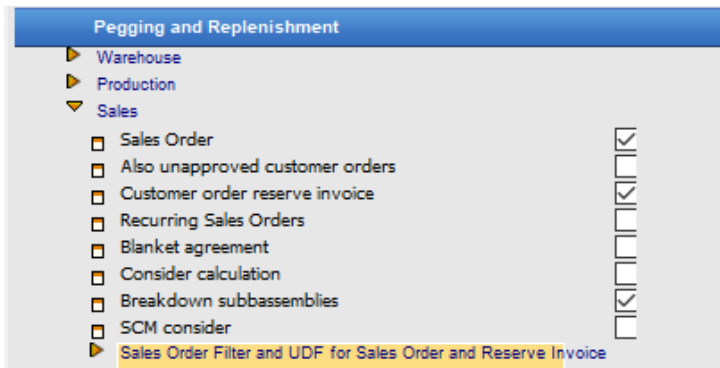 Pegging and Replenishment
Warehouse
Production
Sales
Sales Order
Also unapproved customer orders
Customer order reserve invoice
Recurring Sales Orders
Blanket agreement
Consider calculation
Breakdown subbassemblies
SCM consider
Sales Order Filter and UDF for Sales Order and Reserve Invoice